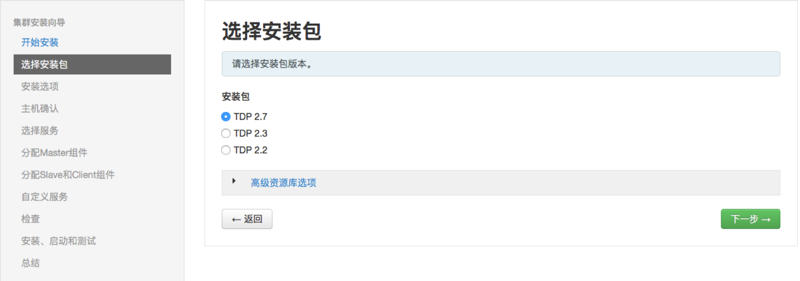 集群安装向导
开始安装
选择安装包
安装选项
主机确认
选择服务
分配Master组件
分配Slave和Client组件
自定义服务
检查
安装、启动和测试
总结
选择安装包
请选择安装包版本。
安装包
TDP 2.7
TDP 2.3
TDP 2.2
高级资源库选项
← 返回
下一步 →